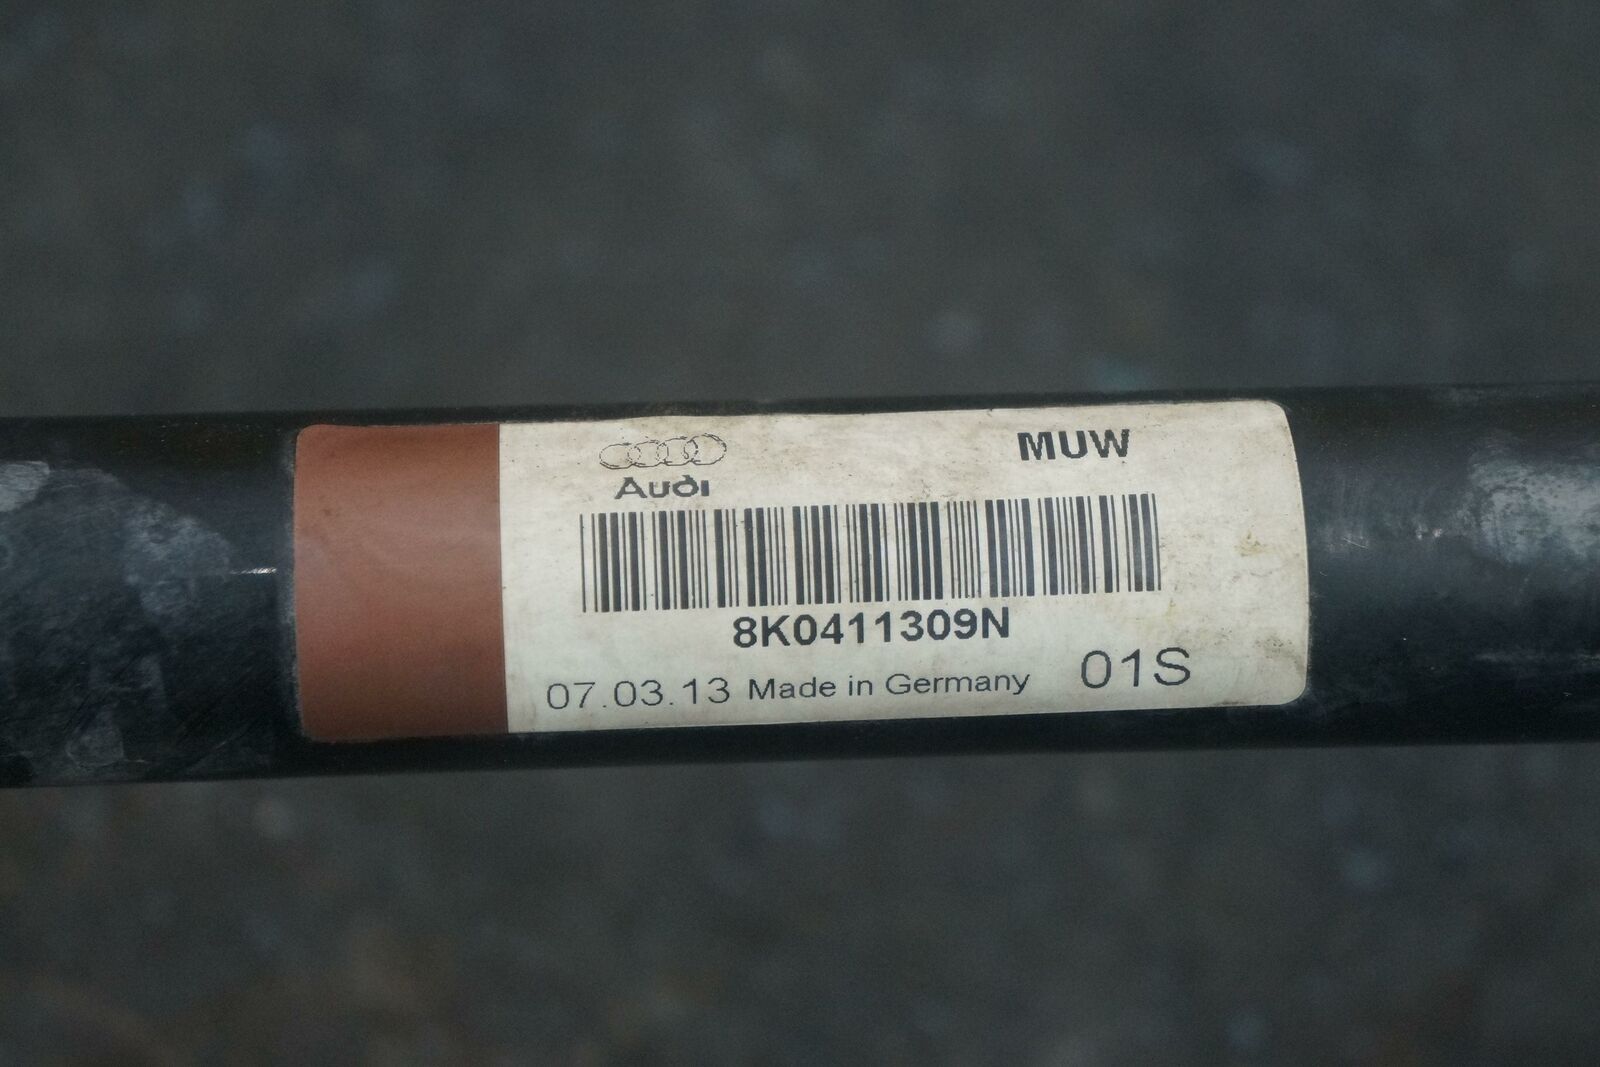 MUW
Audi
8K0411309N
07.03.13 Made in Germany 01S